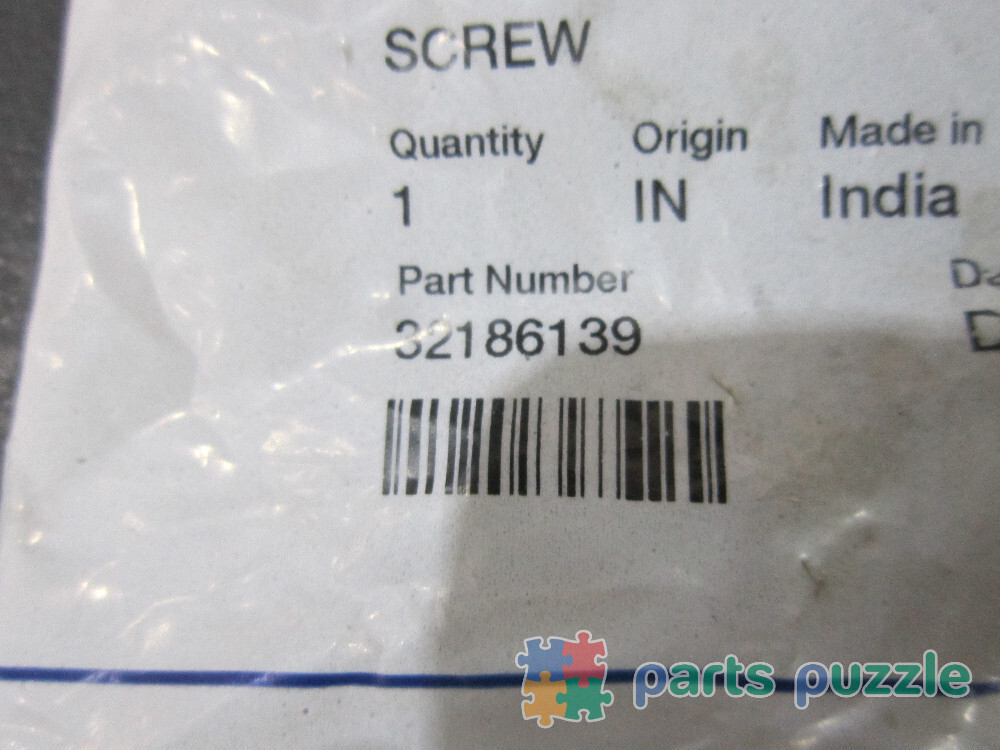 SCREW
Quantity Origin Made in
1 IN India
Part Number
32186139
parts puzzle